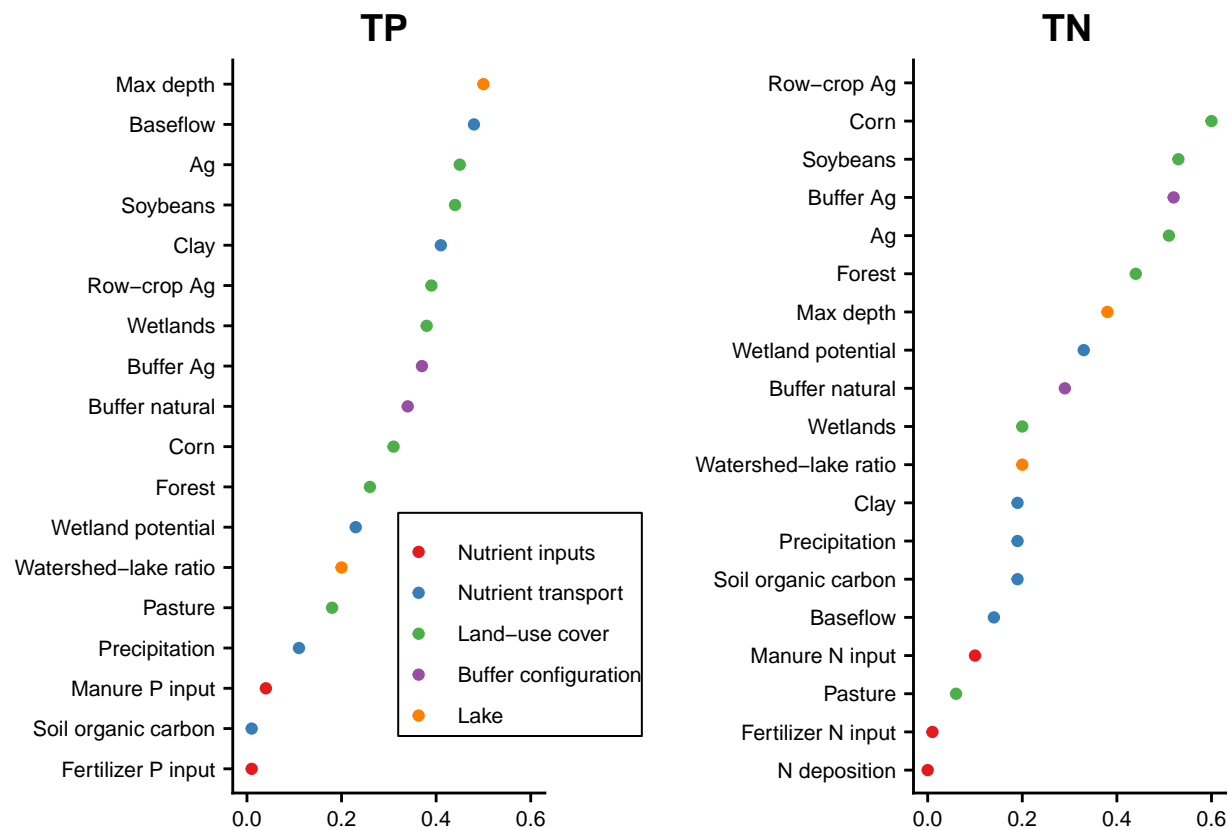 TP
Max depth
Baseflow
Ag
Soybeans
Clay
Row−crop Ag
Wetlands
Buffer Ag
Buffer natural
Corn
Forest
Wetland potential
Watershed−lake ratio
Pasture
Precipitation
Manure P input
Soil organic carbon
Fertilizer P input
0.0 0.2 0.4 0.6
Nutrient inputs
Nutrient transport
Land−use cover
Buffer configuration
Lake
TN
Row−crop Ag
Corn
Soybeans
Buffer Ag
Ag
Forest
Max depth
Wetland potential
Buffer natural
Wetlands
Watershed−lake ratio
Clay
Precipitation
Soil organic carbon
Baseflow
Manure N input
Pasture
Fertilizer N input
N deposition
0.0 0.2 0.4 0.6